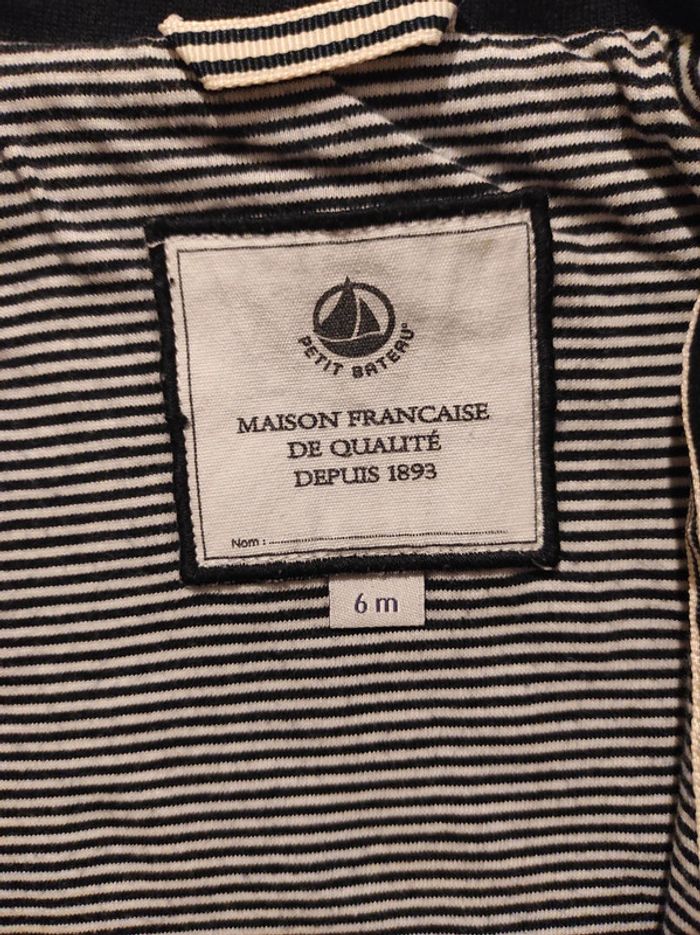 PETIT BATEAU®
MAISON FRANCAISE
DE QUALITÉ
DEPUIS 1893
Nom :
6 m